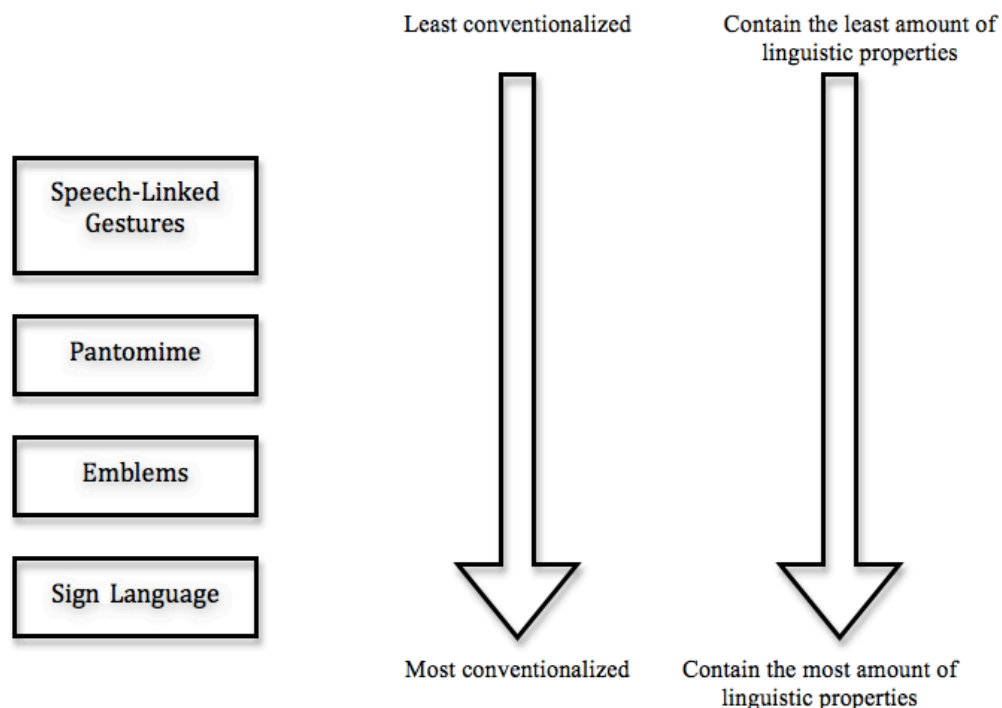 Least conventionalized
Contain the least amount of
linguistic properties
Speech-Linked
Gestures
Pantomime
Emblems
Sign Language
Most conventionalized
Contain the most amount of
linguistic properties